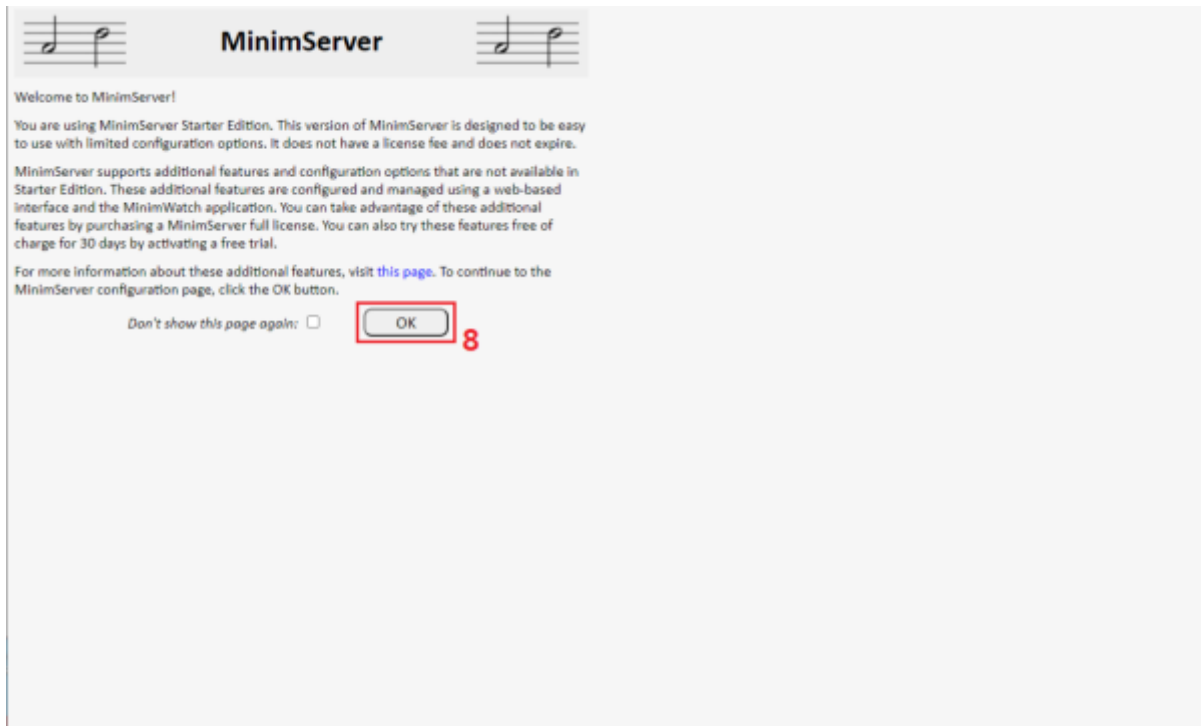 MinimServer
Welcome to MinimServer!
You are using MinimServer Starter Edition. This version of MinimServer is designed to be easy
to use with limited configuration options. It does not have a license fee and does not expire.
MinimServer supports additional features and configuration options that are not available in
Starter Edition. These additional features are configured and managed using a web-based
interface and the MinimWatch application. You can take advantage of these additional
features by purchasing a MinimServer full license. You can also try these features free of
charge for 30 days by activating a free trial.
For more information about these additional features, visit this page. To continue to the
MinimServer configuration page, click the OK button.
Don't show this page again: OK
8